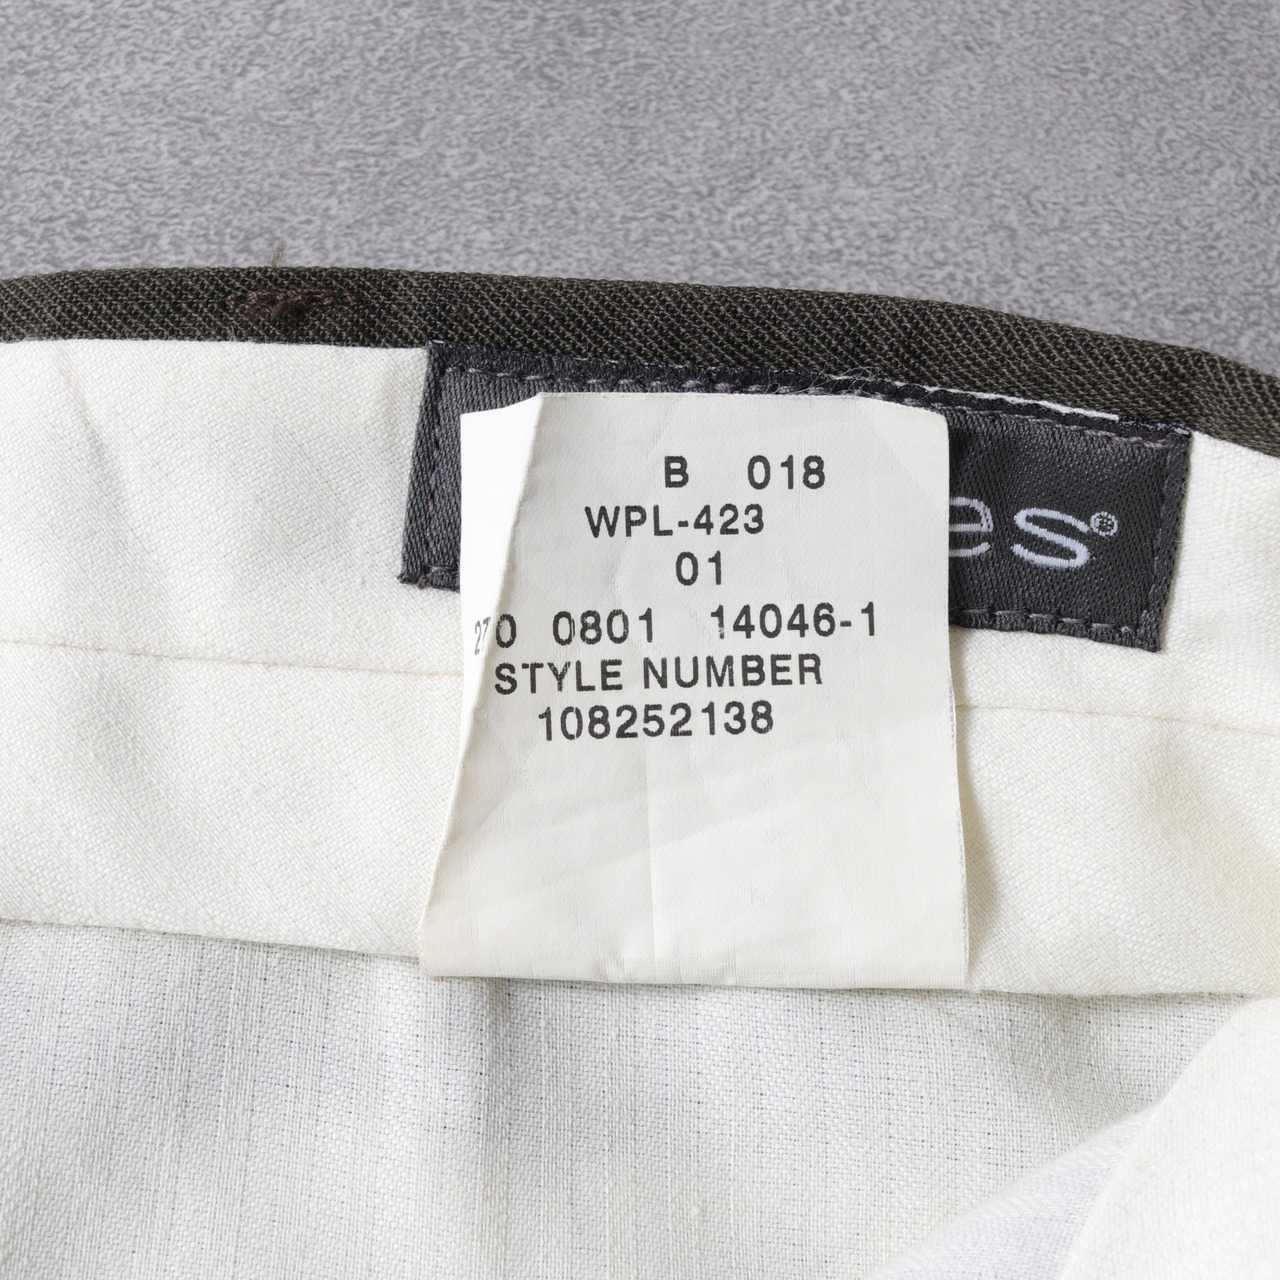 B 018
WPL-423
01
270 0801 14046-1
STYLE NUMBER
108252138
es®